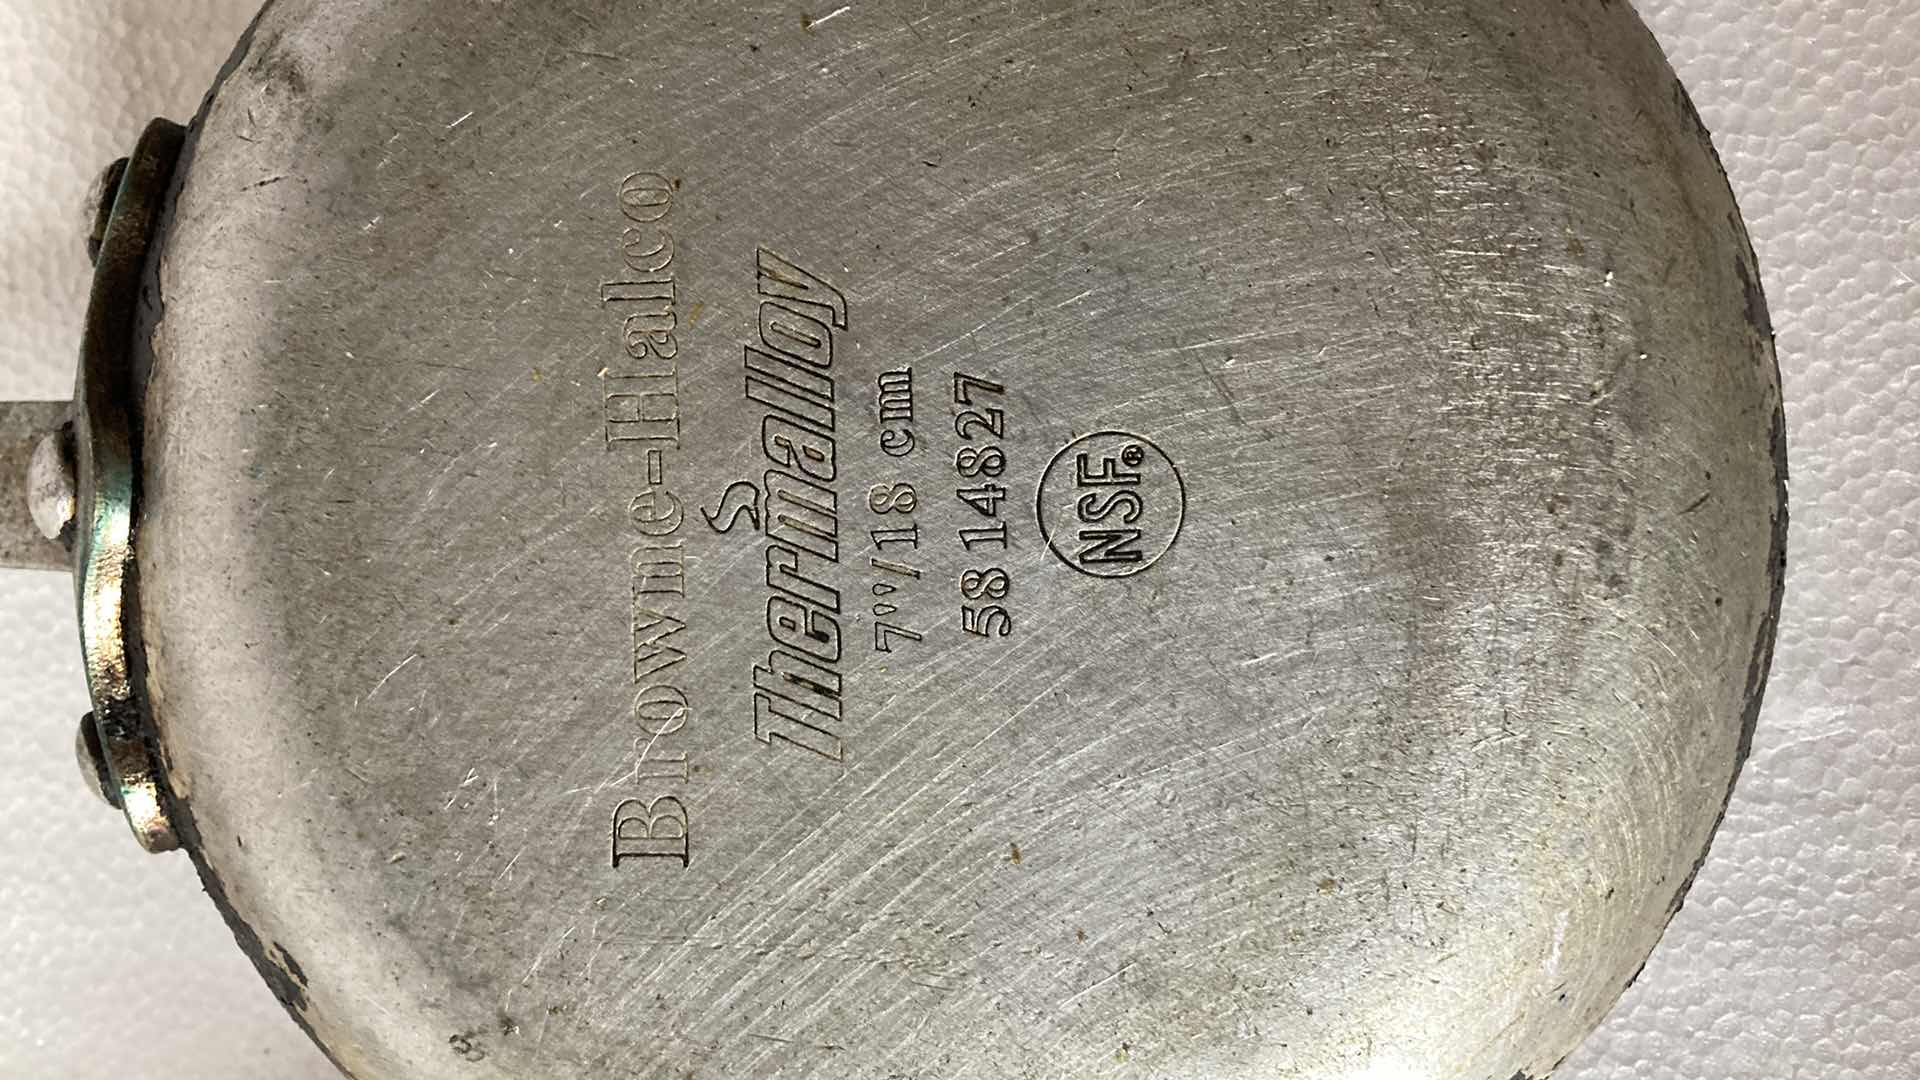 Browne-Halco
Thermalloy
7"/18 cm
58 14827
NSF®